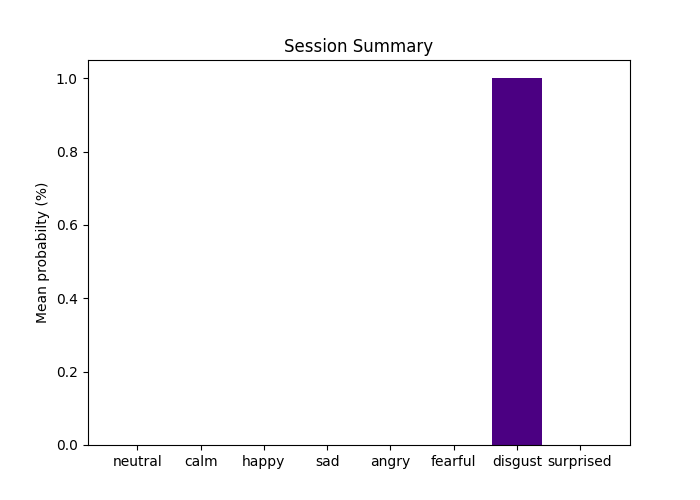 Session Summary
Mean probabilty (%)
1.0
0.8
0.6
0.4
0.2
0.0
neutral calm happy sad angry fearful disgust surprised